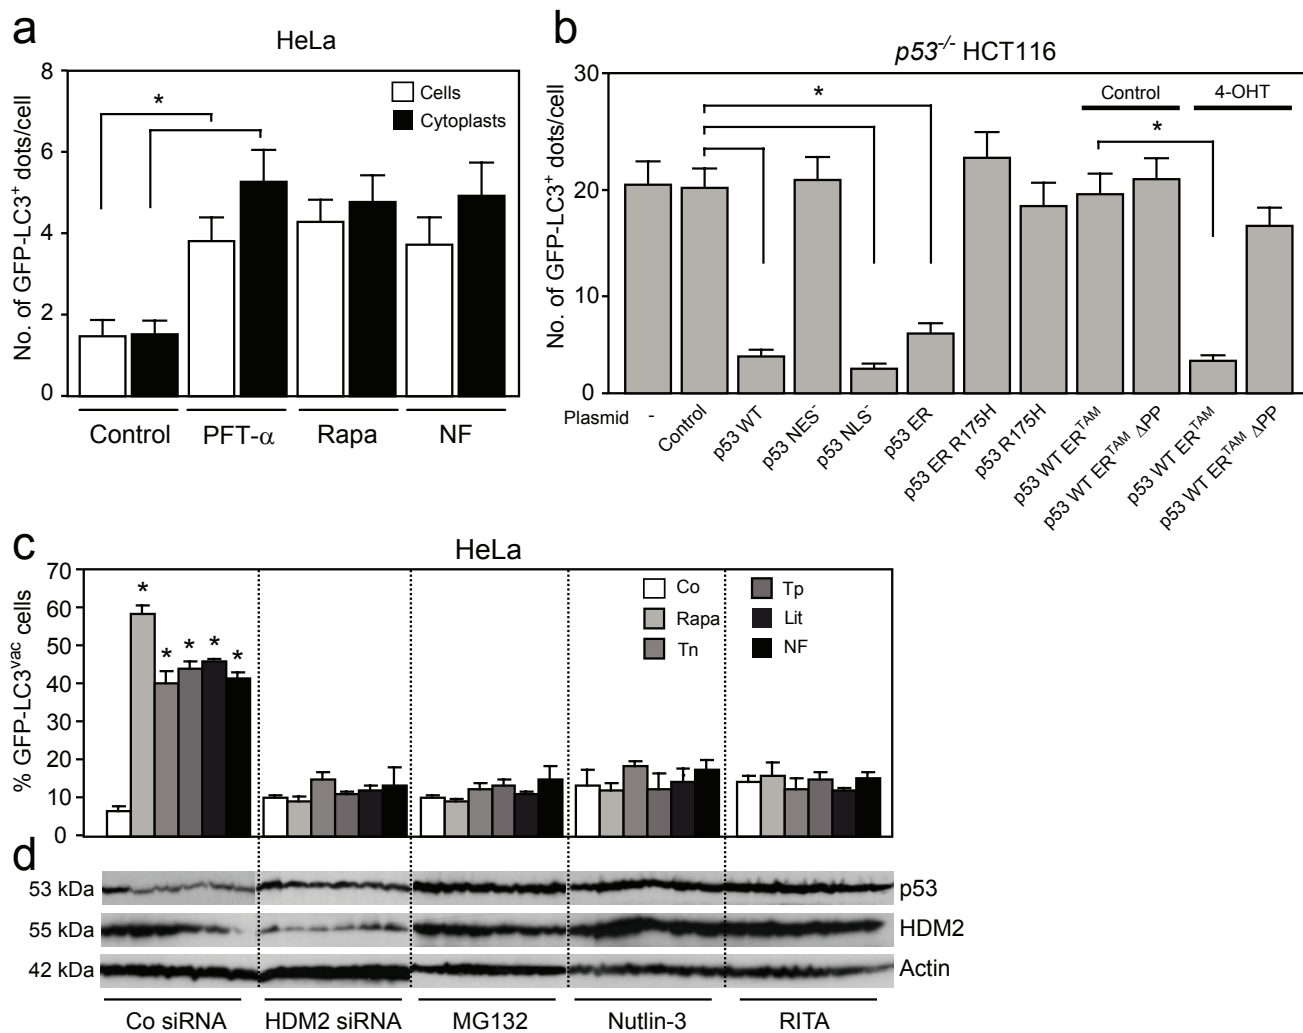 a
HeLa
No. of GFP-LC3+ dots/cell
8
6
4
2
0
*
Cells
Cytoplasts
Control
PFT-α
Rapa
NF
b
p53-/- HCT116
No. of GFP-LC3+ dots/cell
30
20
10
0
*
Control
4-OHT
*
Plasmid
-
Control
p53 WT
p53 NES-
p53 NLS-
p53 ER
p53 ER R175H
p53 R175H
p53 WT ERTAM
p53 WT ERTAM ΔPP
p53 WT ERTAM
p53 WT ERTAM ΔPP
c
HeLa
% GFP-LC3vac cells
70
60
50
40
20
10
0
* * * * *
Co
Rapa
Tn
Tp
Lit
NF
d
53 kDa
p53
55 kDa
HDM2
42 kDa
Actin
Co siRNA
HDM2 siRNA
MG132
Nutlin-3
RITA